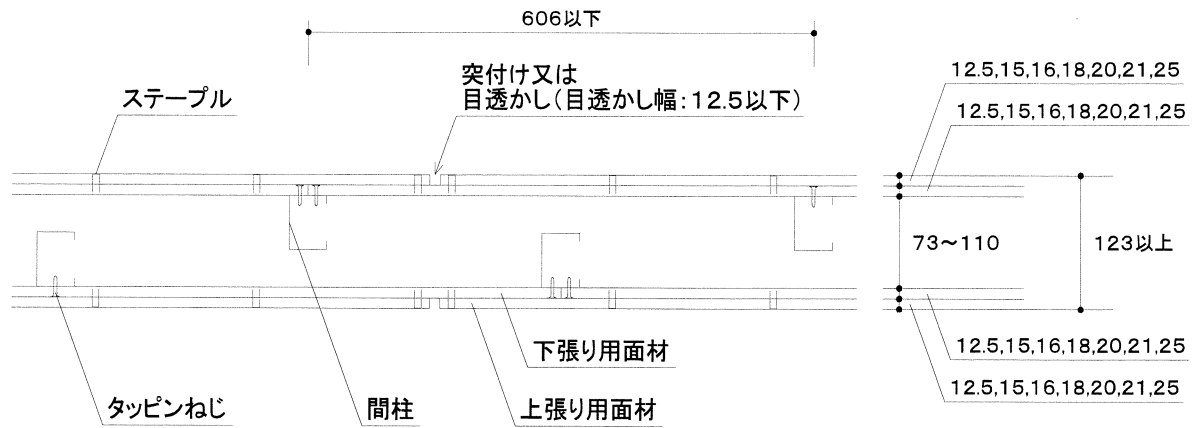 606以下
突付け又は
目透かし(目透かし幅:12.5以下)
ステープル
12.5,15,16,18,20,21,25
12.5,15,16,18,20,21,25
73〜110
123以上
下張り用面材
12.5,15,16,18,20,21,25
12.5,15,16,18,20,21,25
タッピンねじ
間柱
上張り用面材